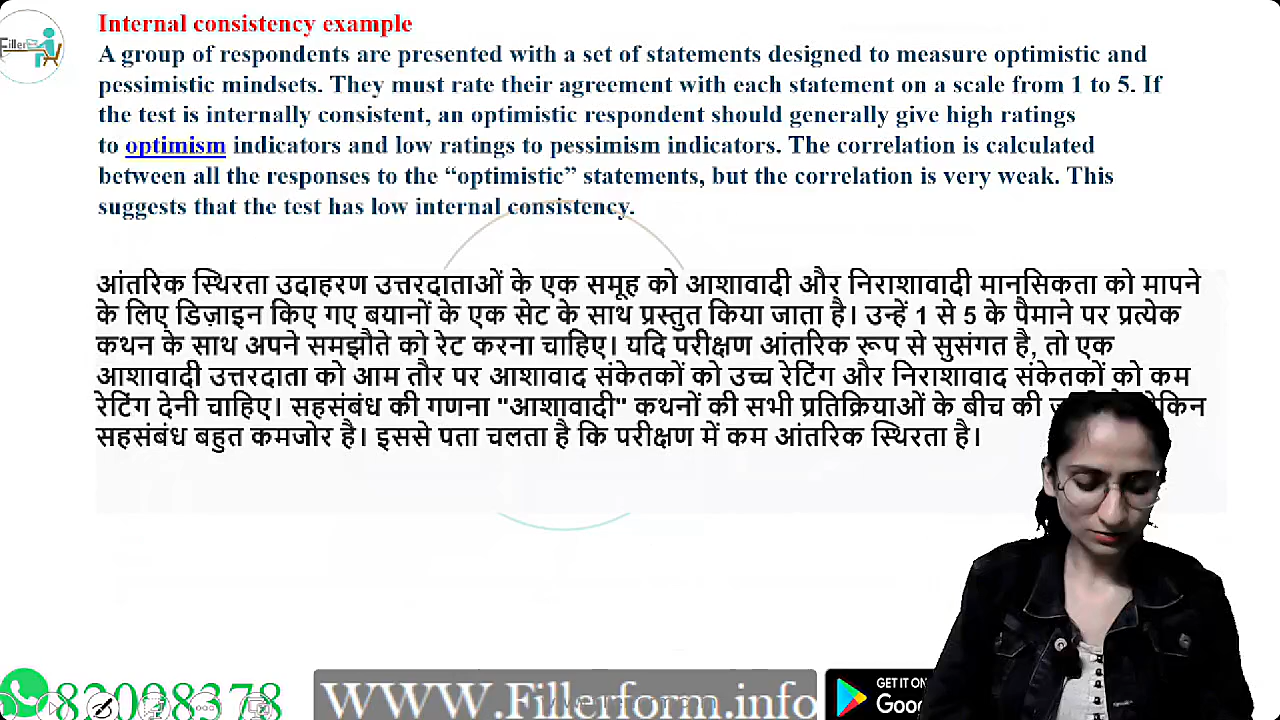 Internal consistency example
A group of respondents are presented with a set of statements designed to measure optimistic and
pessimistic mindsets. They must rate their agreement with each statement on a scale from 1 to 5. If
the test is internally consistent, an optimistic respondent should generally give high ratings
to optimism indicators and low ratings to pessimism indicators. The correlation is calculated
between all the responses to the “optimistic” statements, but the correlation is very weak. This
suggests that the test has low internal consistency.
आंतरिक स्थिरता उदाहरण उत्तरदाताओं के एक समूह को आशावादी और निराशावादी मानसिकता को मापने
के लिए डिज़ाइन किए गए बयानों के एक सेट के साथ प्रस्तुत किया जाता है। उन्हें 1 से 5 के पैमाने पर प्रत्येक
कथन के साथ अपने समझौते को रेट करना चाहिए। यदि परीक्षण आंतरिक रूप से सुसंगत है, तो एक
आशावादी उत्तरदाता को आम तौर पर आशावाद संकेतकों को उच्च रेटिंग और निराशावाद संकेतकों को कम
रेटिंग देनी चाहिए। सहसंबंध की गणना "आशावादी" कथनों की सभी प्रतिक्रियाओं के बीच की
सहसंबंध बहुत कमजोर है। इससे पता चलता है कि परीक्षण में कम आंतरिक स्थिरता है।
WWW.Fillerform.info
GET IT ON